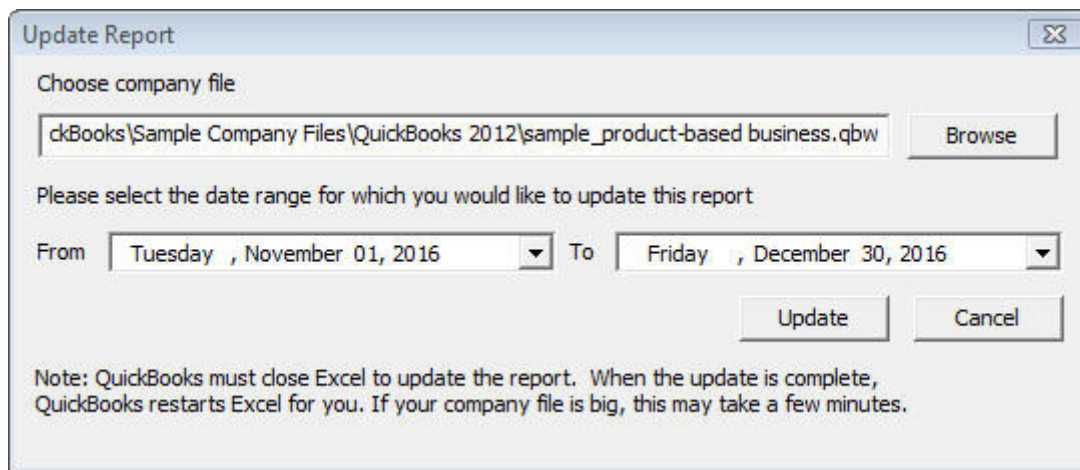 Update Report
Choose company file
ckBooks\Sample Company Files\QuickBooks 2012\sample_product-based business.qbw
Browse
Please select the date range for which you would like to update this report
From Tuesday , November 01, 2016 To Friday , December 30, 2016
Update Cancel
Note: QuickBooks must close Excel to update the report. When the update is complete,
QuickBooks restarts Excel for you. If your company file is big, this may take a few minutes.